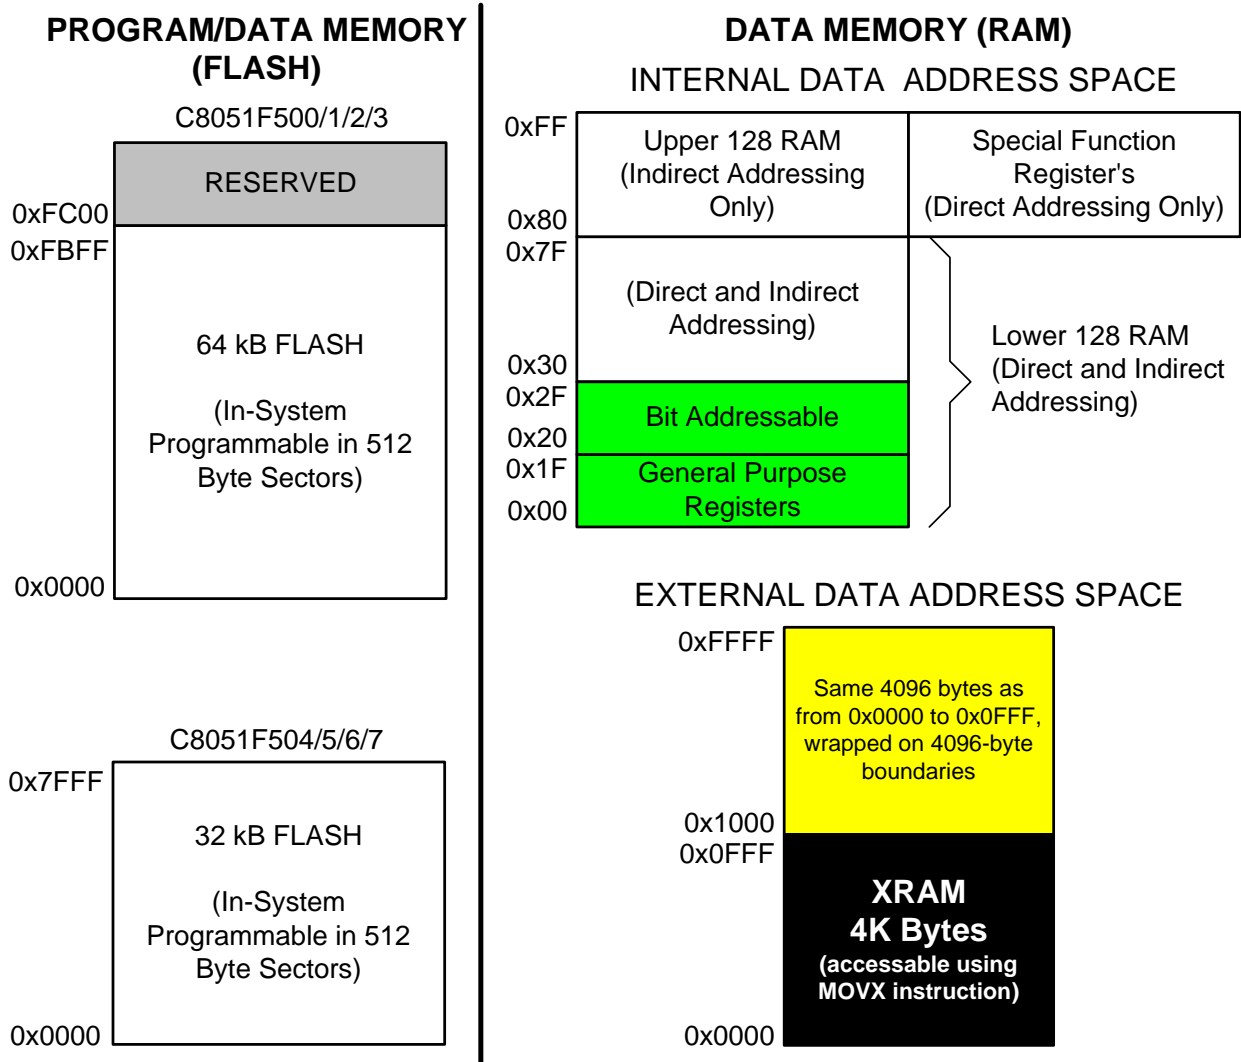 PROGRAM/DATA MEMORY
(FLASH)
C8051F500/1/2/3
RESERVED
0xFC00
0xFBFF
64 kB FLASH
(In-System
Programmable in 512
Byte Sectors)
0x0000
C8051F504/5/6/7
0x7FFF
32 kB FLASH
(In-System
Programmable in 512
Byte Sectors)
0x0000
DATA MEMORY (RAM)
INTERNAL DATA ADDRESS SPACE
0xFF
Upper 128 RAM
(Indirect Addressing
Only)
0x80
Special Function
Register's
(Direct Addressing Only)
0x7F
(Direct and Indirect
Addressing)
0x30
Lower 128 RAM
(Direct and Indirect
Addressing)
0x2F
Bit Addressable
0x20
0x1F
General Purpose
Registers
0x00
EXTERNAL DATA ADDRESS SPACE
0xFFFF
Same 4096 bytes as
from 0x0000 to 0x0FFF,
wrapped on 4096-byte
boundaries
0x1000
0x0FFF
XRAM
4K Bytes
(accessable using
MOVX instruction)
0x0000